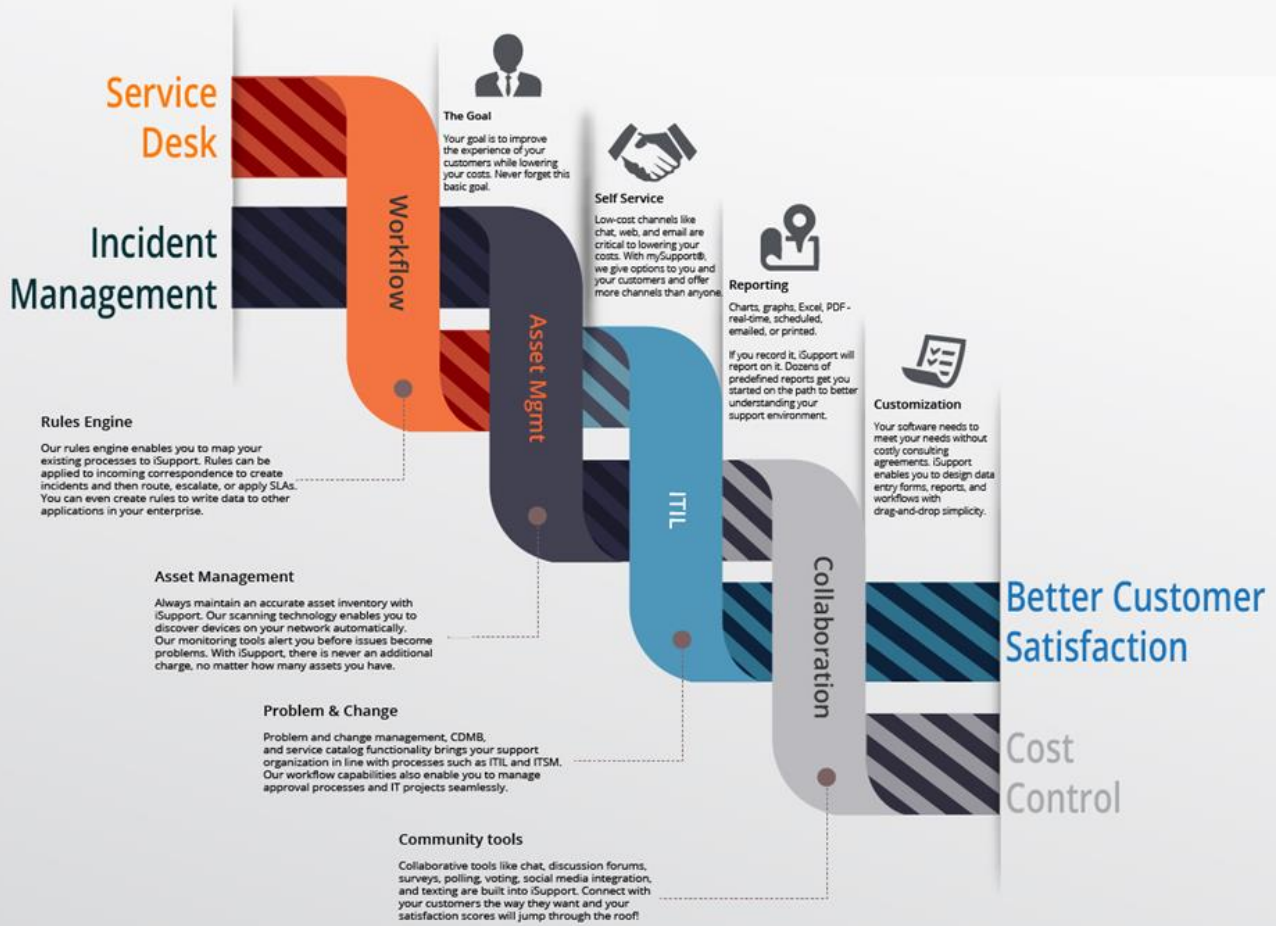 Service
Desk
Incident
Management
Workflow
The Goal
Your goal is to improve
the experience of your
customers while lowering
your costs. Never forget this
basic goal.
Asset Mgmt
Self Service
Low-cost channels like
chat, web, and email are
critical to lowering your
costs. With mySupport®,
we give options to you and
your customers and offer
more channels than anyone.
ITIL
Reporting
Charts, graphs, Excel, PDF -
real-time, scheduled,
emailed, or printed.
If you record it, iSupport will
report on it. Dozens of
predefined reports get you
started on the path to better
understanding your
support environment.
Collaboration
Customization
Your software needs to
meet your needs without
costly consulting
agreements. iSupport
enables you to design data
entry forms, reports, and
workflows with
drag-and-drop simplicity.
Rules Engine
Our rules engine enables you to map your
existing processes to iSupport. Rules can be
applied to incoming correspondence to create
incidents and then route, escalate, or apply SLAs.
You can even create rules to write data to other
applications in your enterprise.
Asset Management
Always maintain an accurate asset inventory with
iSupport. Our scanning technology enables you to
discover devices on your network automatically.
Our monitoring tools alert you before issues become
problems. With iSupport, there is never an additional
charge, no matter how many assets you have.
Problem & Change
Problem and change management, CDMB,
and service catalog functionality brings your support
organization in line with processes such as ITIL and ITSM.
Our workflow capabilities also enable you to manage
approval processes and IT projects seamlessly.
Community tools
Collaborative tools like chat, discussion forums,
surveys, polling, voting, social media integration,
and texting are built into iSupport. Connect with
your customers the way they want and your
satisfaction scores will jump through the roof!
Better Customer
Satisfaction
Cost
Control